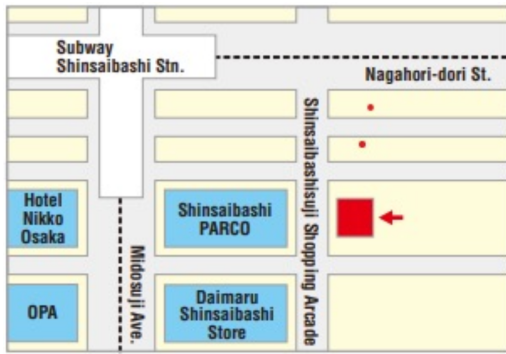 Subway
Shinsaibashi Stn.
Nagahori-dori St.
Shinsaibashisuji Shopping Arcade
Hotel
Nikko
Osaka
Shinsaibashi
PARCO
Midosuji Ave.
OPA
Daimaru
Shinsaibashi
Store